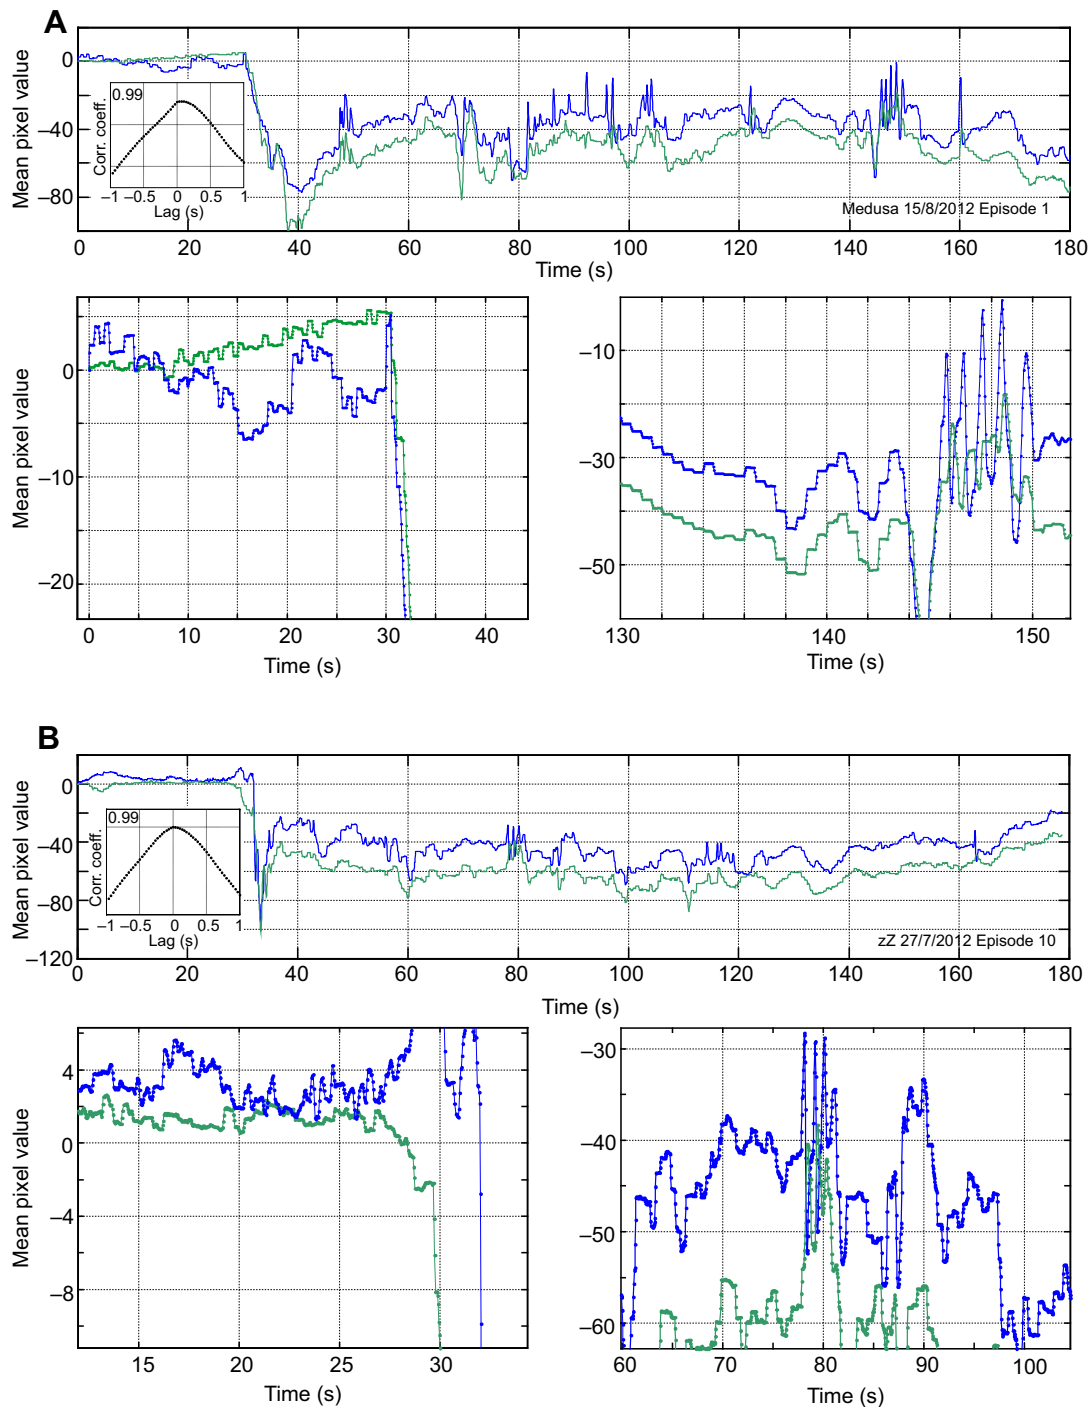 A
Mean pixel value
0
–40
–80
0.99
Corr. coeff.
–1 –0.5 0 0.5 1
Lag (s)
Medusa 15/8/2012 Episode 1
0 20 40 60 80 100 120 140 160 180
Time (s)
Mean pixel value
0
–10
–20
0 10 20 30 40
Time (s)
–10
–30
–50
130 140 150
Time (s)
B
Mean pixel value
0
–40
–80
–120
0.99
Corr. coeff.
–1 –0.5 0 0.5 1
Lag (s)
zZ 27/7/2012 Episode 10
0 20 40 60 80 100 120 140 160 180
Time (s)
Mean pixel value
4
0
–4
–8
15 20 25 30
Time (s)
–30
–40
–50
–60
60 70 80 90 100
Time (s)